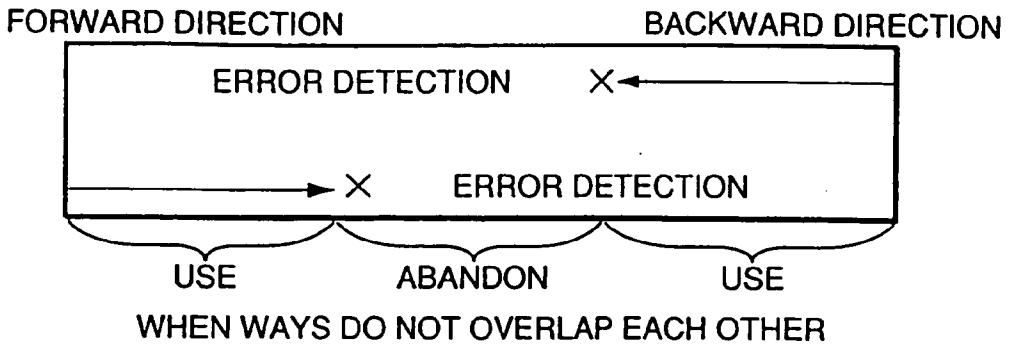 FORWARD DIRECTION BACKWARD DIRECTION
ERROR DETECTION
ERROR DETECTION
USE ABANDON USE
WHEN WAYS DO NOT OVERLAP EACH OTHER